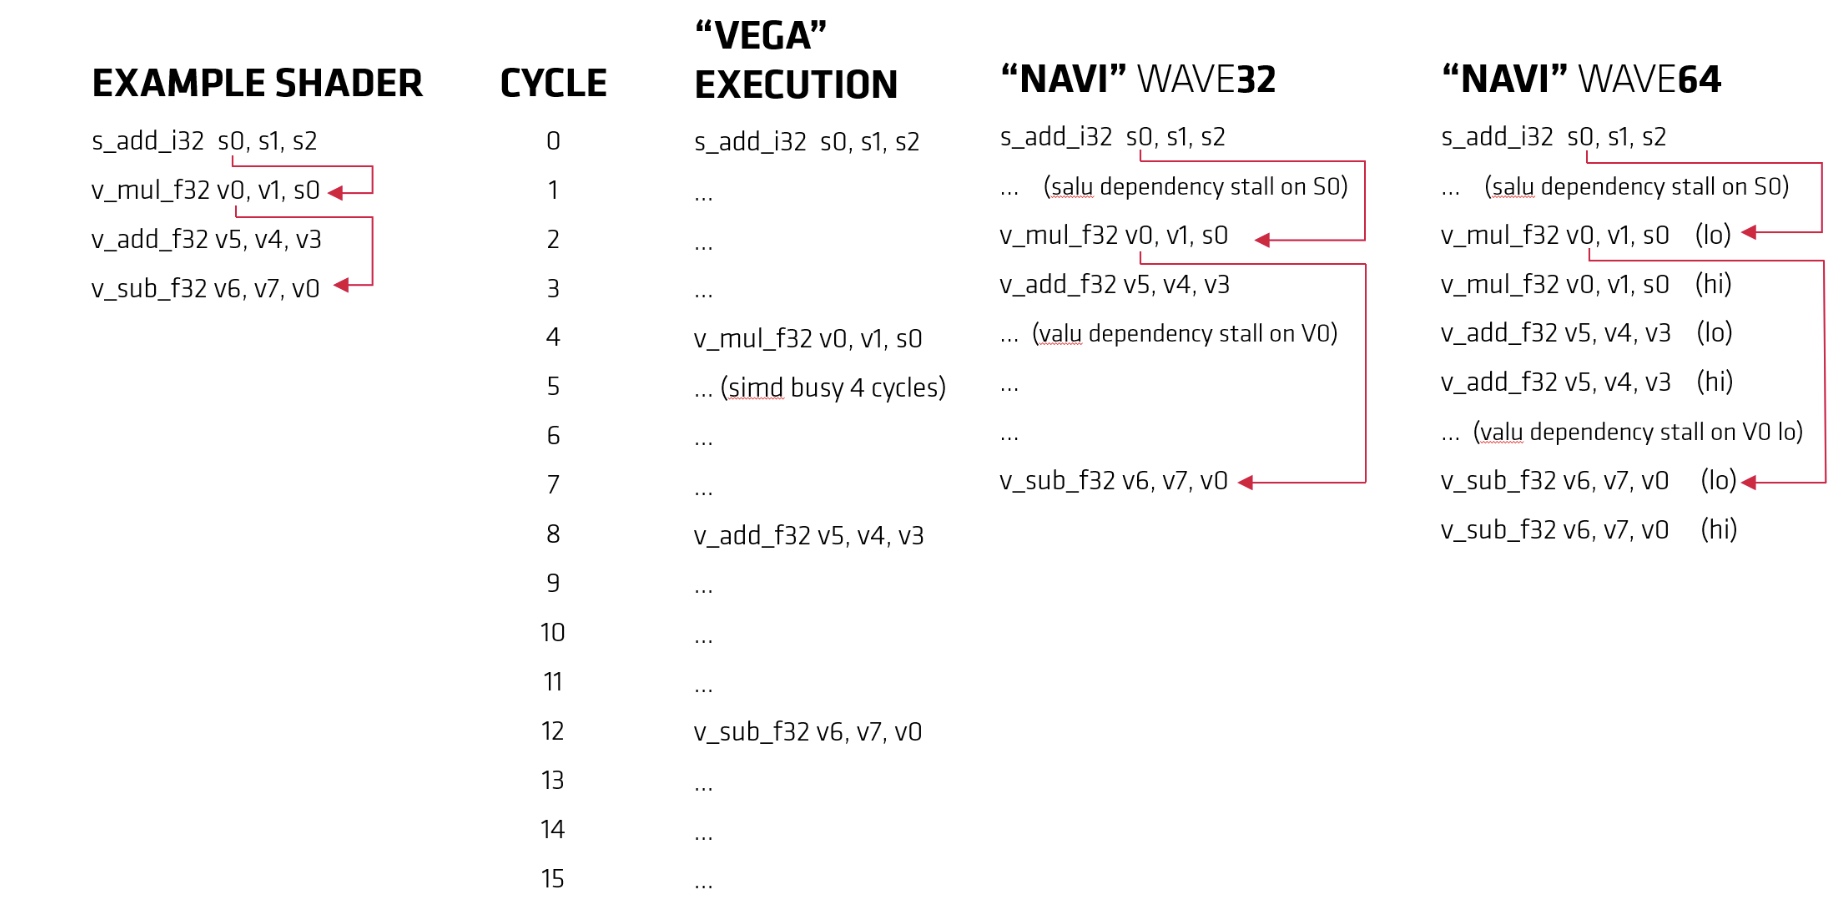 EXAMPLE SHADER
s_add_i32 s0, s1, s2
v_mul_f32 v0, v1, s0
v_add_f32 v5, v4, v3
v_sub_f32 v6, v7, v0
CYCLE
0
1
2
3
4
5
6
7
8
9
10
11
12
13
14
15
“VEGA”
EXECUTION
s_add_i32 s0, s1, s2
...
...
...
v_mul_f32 v0, v1, s0
... (simd busy 4 cycles)
...
...
v_add_f32 v5, v4, v3
...
...
...
v_sub_f32 v6, v7, v0
...
...
...
“NAVI” WAVE32
s_add_i32 s0, s1, s2
... (salu dependency stall on S0)
v_mul_f32 v0, v1, s0
v_add_f32 v5, v4, v3
... (valu dependency stall on V0)
...
...
v_sub_f32 v6, v7, v0
“NAVI” WAVE64
s_add_i32 s0, s1, s2
... (salu dependency stall on S0)
v_mul_f32 v0, v1, s0 (lo)
v_mul_f32 v0, v1, s0 (hi)
v_add_f32 v5, v4, v3 (lo)
v_add_f32 v5, v4, v3 (hi)
... (valu dependency stall on V0 lo)
v_sub_f32 v6, v7, v0 (lo)
v_sub_f32 v6, v7, v0 (hi)